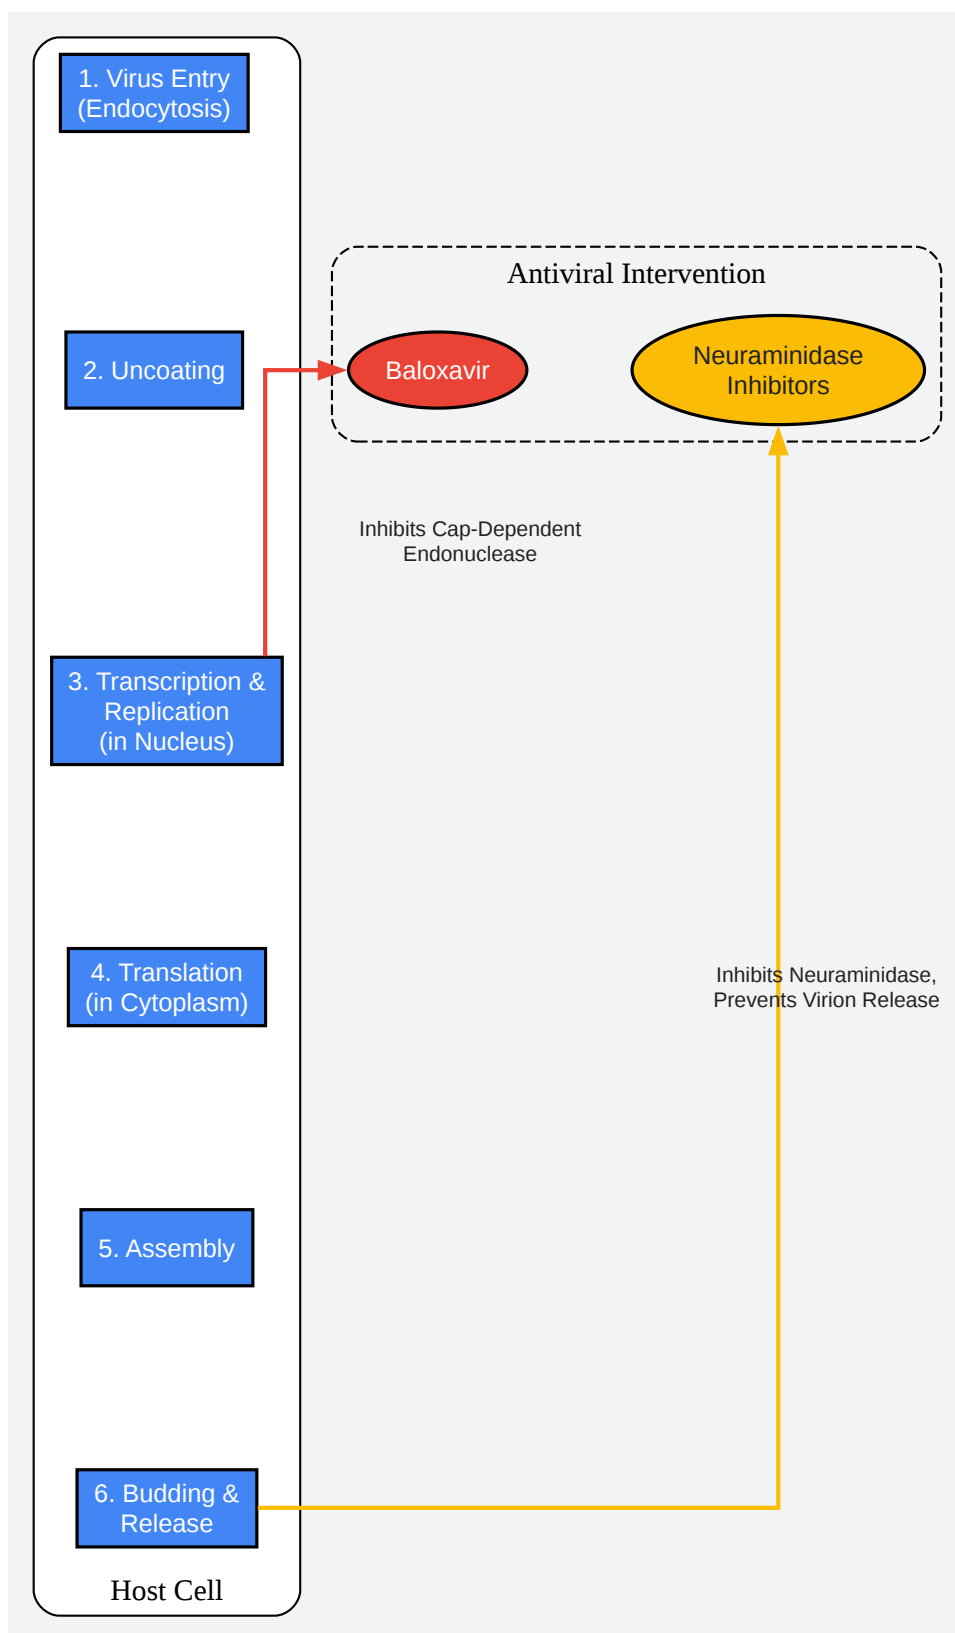 1. Virus Entry
(Endocytosis)
Antiviral Intervention
2. Uncoating
Baloxavir
Neuraminidase
Inhibitors
Inhibits Cap-Dependent
Endonuclease
3. Transcription &
Replication
(in Nucleus)
4. Translation
(in Cytoplasm)
Inhibits Neuraminidase,
Prevents Virion Release
5. Assembly
6. Budding &
Release
Host Cell